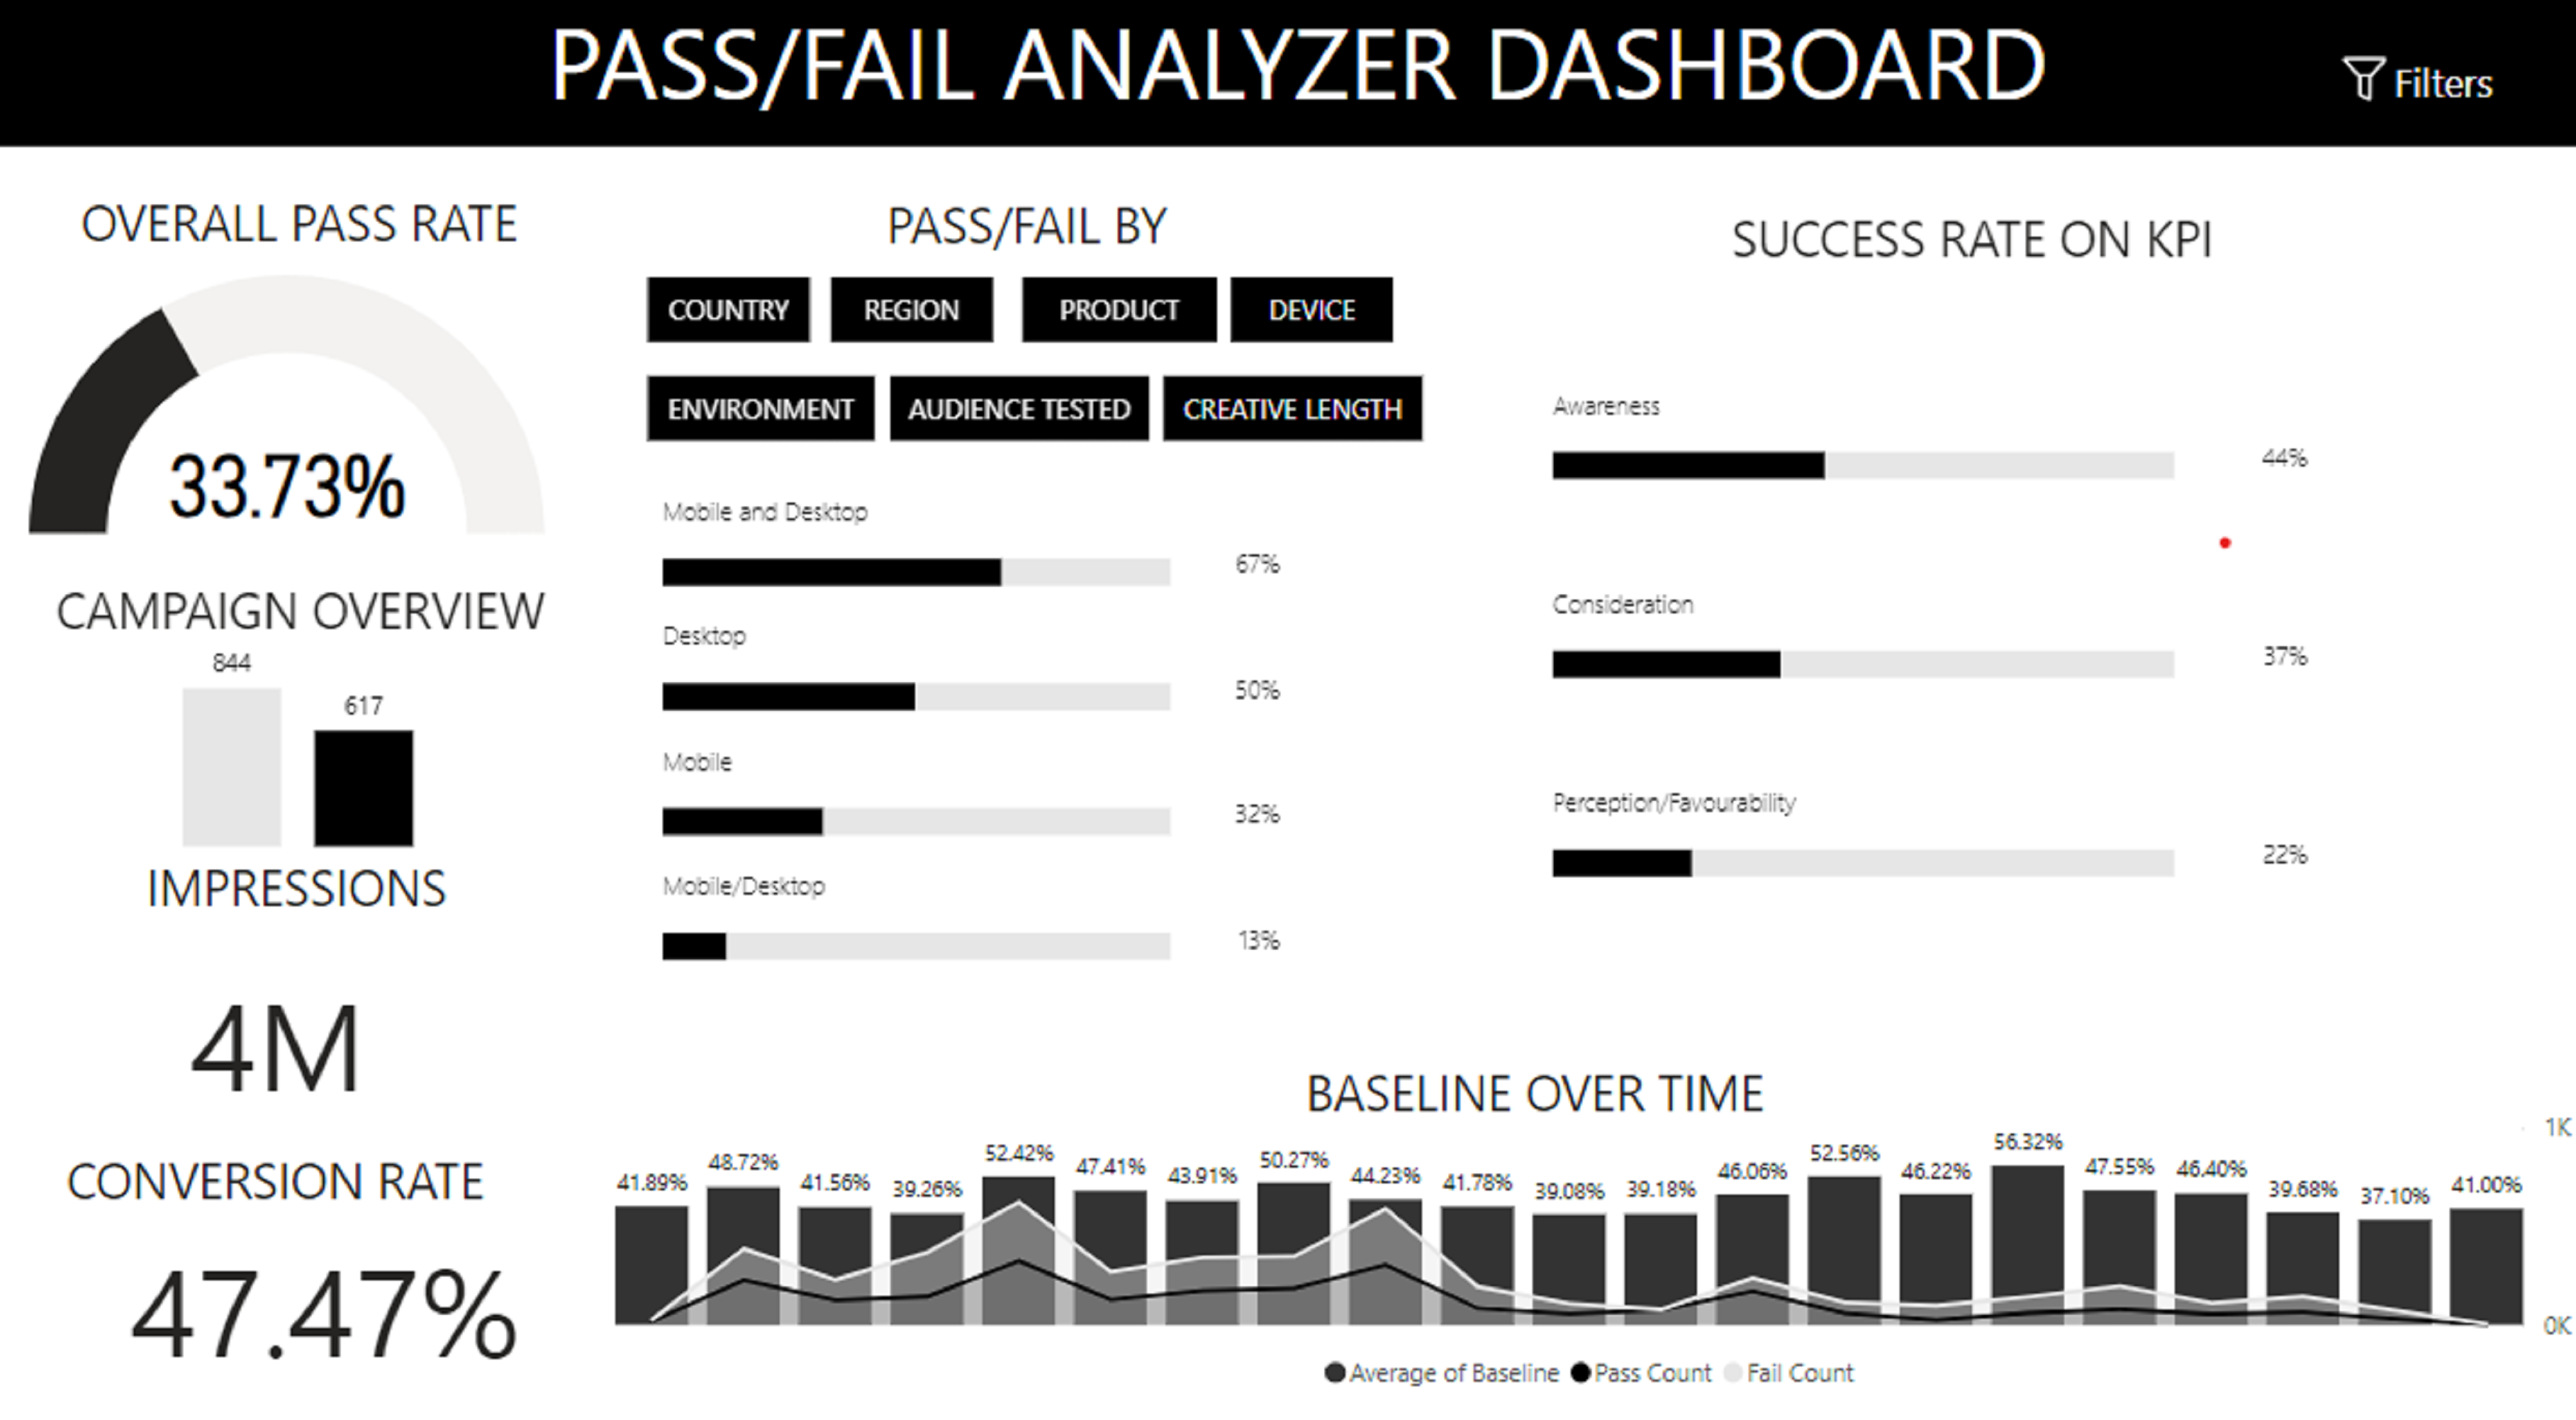 PASS/FAIL ANALYZER DASHBOARD
Filters
OVERALL PASS RATE
33.73%
CAMPAIGN OVERVIEW
844
617
IMPRESSIONS
4M
CONVERSION RATE
47.47%
PASS/FAIL BY
COUNTRY REGION PRODUCT DEVICE
ENVIRONMENT AUDIENCE TESTED CREATIVE LENGTH
Mobile and Desktop
67%
Desktop
50%
Mobile
32%
Mobile/Desktop
13%
SUCCESS RATE ON KPI
Awareness
44%
Consideration
37%
Perception/Favourability
22%
BASELINE OVER TIME
41.89% 48.72% 41.56% 39.26% 52.42% 47.41% 43.91% 50.27% 44.23% 41.78% 39.08% 39.18% 46.06% 52.56% 46.22% 56.32% 47.55% 46.40% 39.68% 37.10% 41.00%
1K
0K
Average of Baseline Pass Count Fail Count